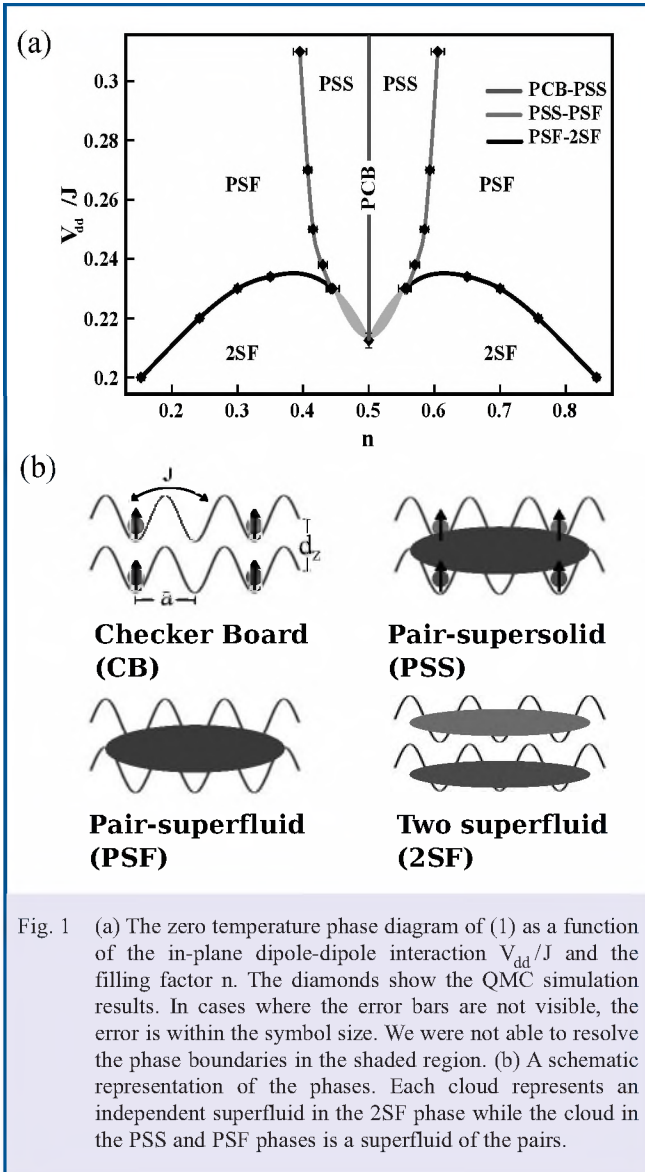 (a)
PSS
PSS
PCB-PSS
PSS-PSF
PSF-2SF
0.3
0.28
0.26
0.24
0.22
0.2
V_dd /J
PSF
PCB
PSF
2SF
2SF
0.2
0.3
0.4
0.5
0.6
0.7
0.8
n
(b)
J
d_z
a
Checker Board
(CB)
Pair-supersolid
(PSS)
Pair-superfluid
(PSF)
Two superfluid
(2SF)
Fig. 1 (a) The zero temperature phase diagram of (1) as a function
of the in-plane dipole-dipole interaction V_dd/J and the
filling factor n. The diamonds show the QMC simulation
results. In cases where the error bars are not visible, the
error is within the symbol size. We were not able to resolve
the phase boundaries in the shaded region. (b) A schematic
representation of the phases. Each cloud represents an
independent superfluid in the 2SF phase while the cloud in
the PSS and PSF phases is a superfluid of the pairs.